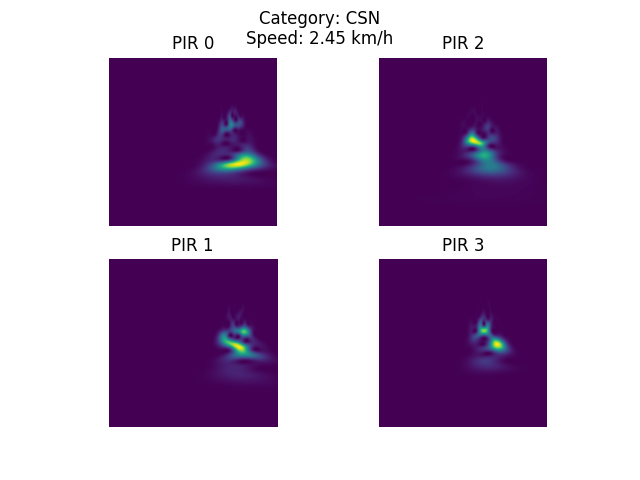 Category: CSN
Speed: 2.45 km/h
PIR 0
PIR 2
PIR 1
PIR 3